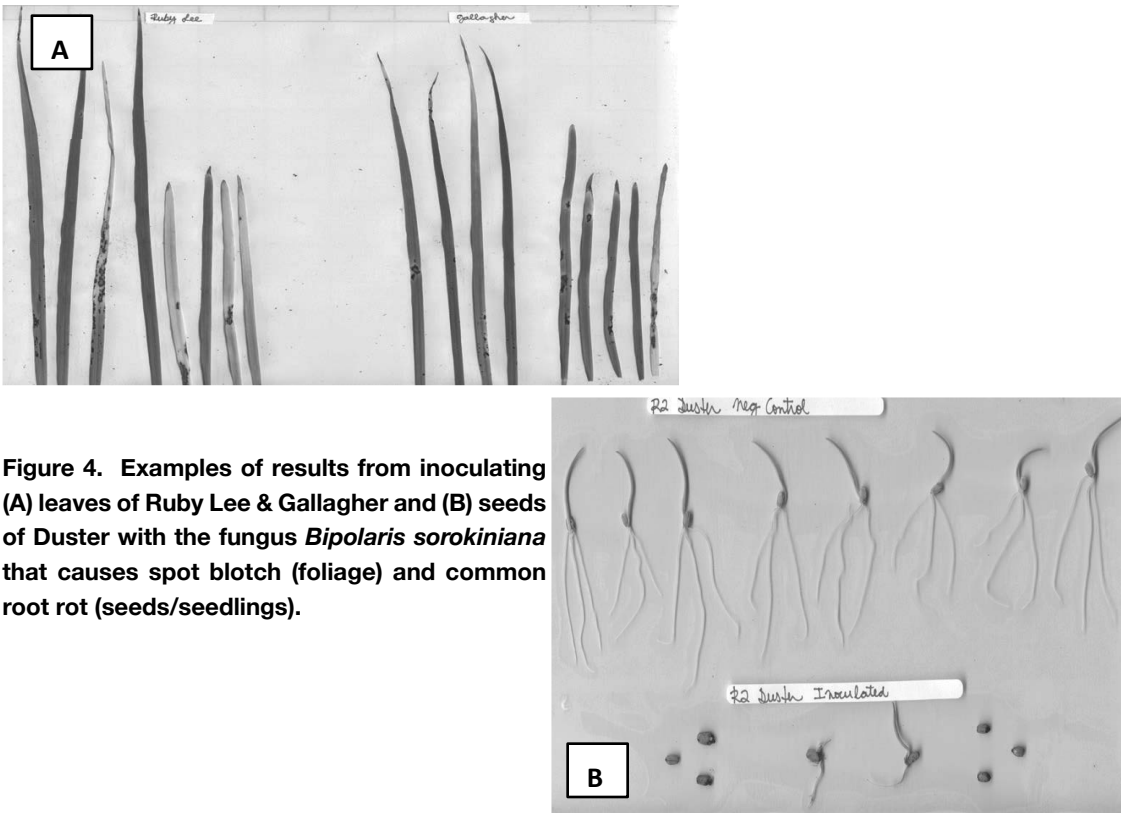 A
Ruby Lee
Gallagher
R2 Duster Neg Control
Figure 4. Examples of results from inoculating
(A) leaves of Ruby Lee & Gallagher and (B) seeds
of Duster with the fungus Bipolaris sorokiniana
that causes spot blotch (foliage) and common
root rot (seeds/seedlings).
R2 Duster Inoculated
B